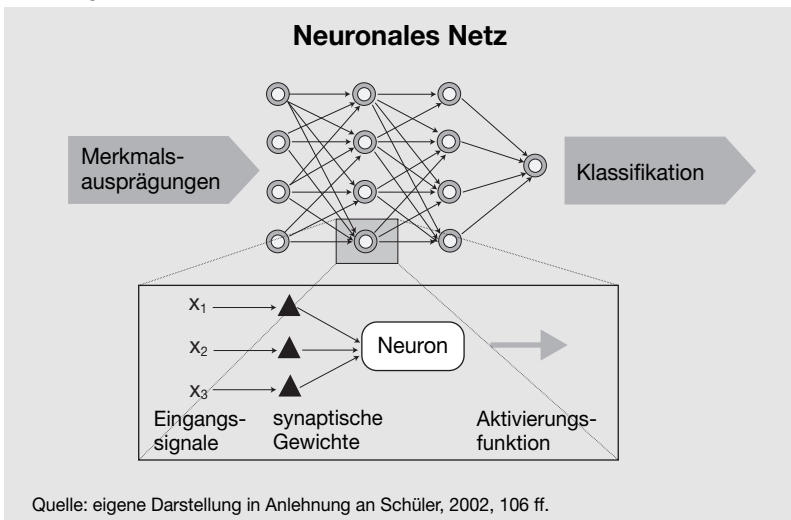 Neuronales Netz
Merkmals-
ausprägungen
Klassifikation
x1
x2
x3
Neuron
Eingangs-
signale
synaptische
Gewichte
Aktivierungs-
funktion
Quelle: eigene Darstellung in Anlehnung an Schüler, 2002, 106 ff.